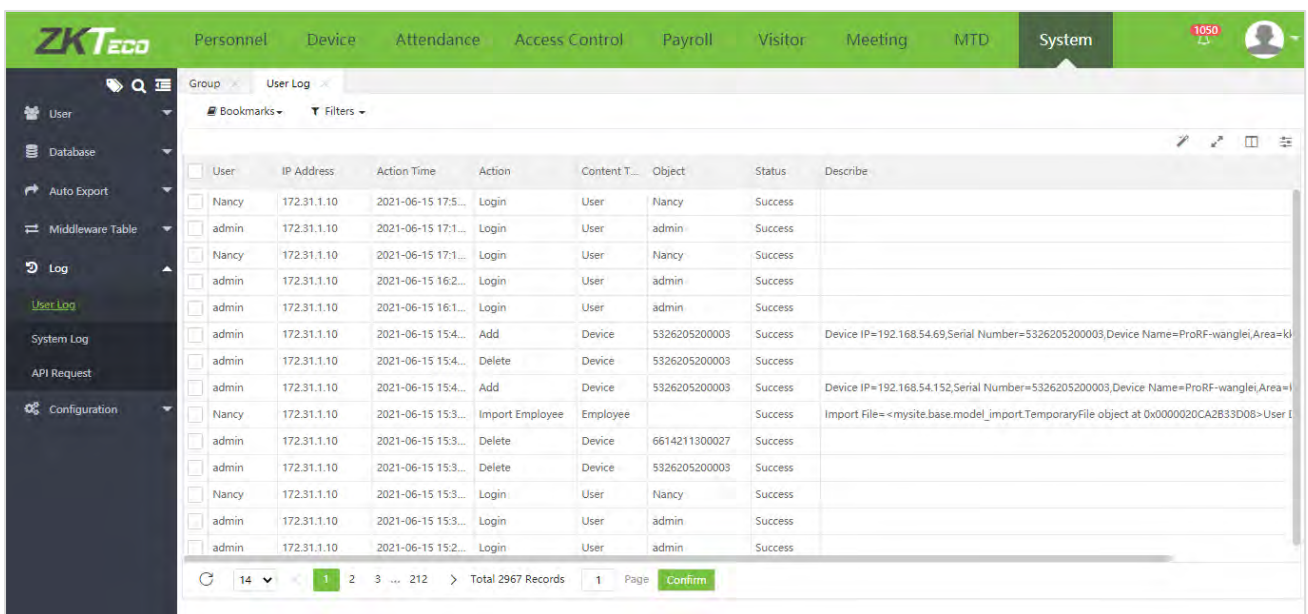 ZKTeco Personnel Device Attendance Access Control Payroll Visitor Meeting MTD System 1050
Group User Log
User
Database
Auto Export
Middleware Table
Log
User Log
System Log
API Request
Configuration
Bookmarks Filters
User IP Address Action Time Action Content T... Object Status Describe
Nancy 172.31.1.10 2021-06-15 17:5... Login User Nancy Success
admin 172.31.1.10 2021-06-15 17:1... Login User admin Success
Nancy 172.31.1.10 2021-06-15 17:1... Login User Nancy Success
admin 172.31.1.10 2021-06-15 16:2... Login User admin Success
admin 172.31.1.10 2021-06-15 16:1... Login User admin Success
admin 172.31.1.10 2021-06-15 15:4... Add Device 5326205200003 Success Device IP=192.168.54.69,Serial Number=5326205200003,Device Name=ProRF-wanglei,Area=
admin 172.31.1.10 2021-06-15 15:4... Delete Device 5326205200003 Success
admin 172.31.1.10 2021-06-15 15:4... Add Device 5326205200003 Success Device IP=192.168.54.152,Serial Number=5326205200003,Device Name=ProRF-wanglei,Area=
Nancy 172.31.1.10 2021-06-15 15:3... Import Employee Employee Success Import File=<mysite.base.model_import.TemporaryFile object at 0x0000020CA2B33D08>User
admin 172.31.1.10 2021-06-15 15:3... Delete Device 6614211300027 Success
admin 172.31.1.10 2021-06-15 15:3... Delete Device 5326205200003 Success
Nancy 172.31.1.10 2021-06-15 15:3... Login User Nancy Success
admin 172.31.1.10 2021-06-15 15:3... Login User admin Success
admin 172.31.1.10 2021-06-15 15:2... Login User admin Success
14 < 1 2 3 ... 212 > Total 2967 Records 1 Page Confirm